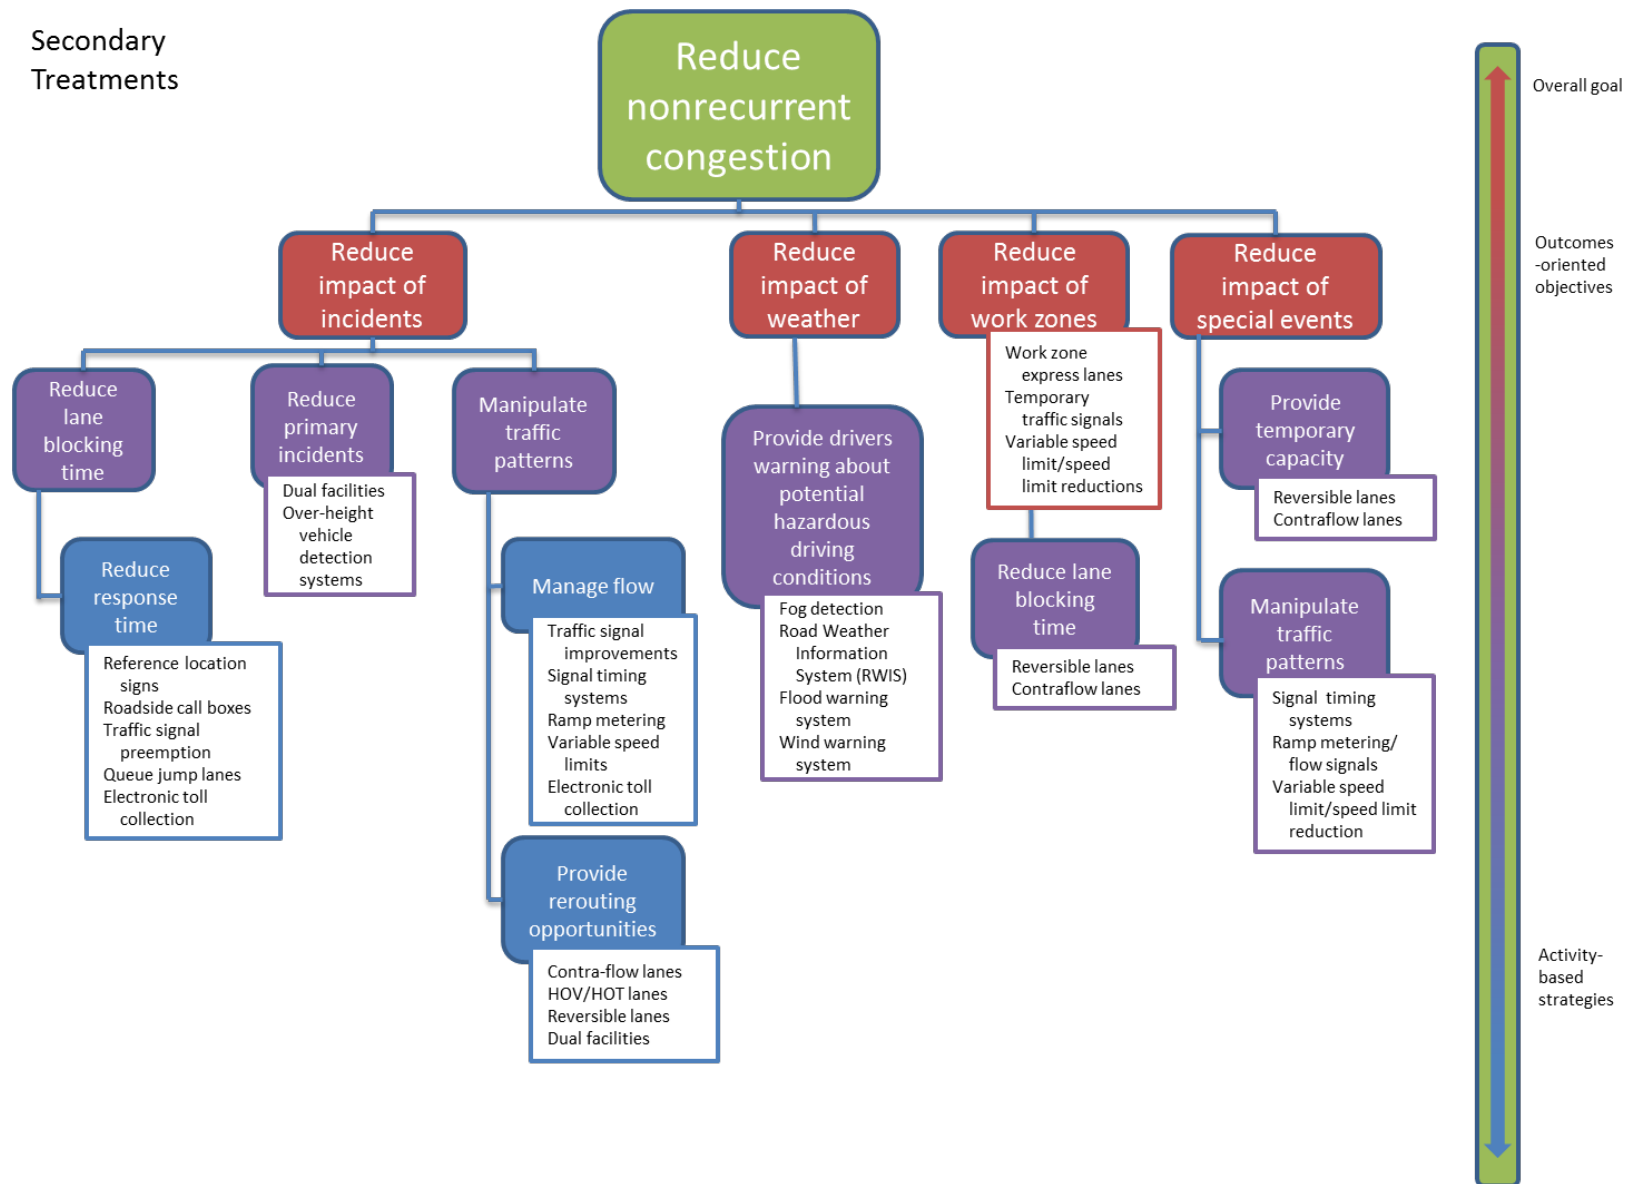 Secondary
Treatments
Reduce
nonrecurrent
congestion
Overall goal
Outcomes
-oriented
objectives
Activity-
based
strategies
Reduce
impact of
incidents
Reduce
impact of
weather
Reduce
impact of
work zones
Reduce
impact of
special events
Work zone
express lanes
Temporary
traffic signals
Variable speed
limit/speed
limit reductions
Reduce
lane
blocking
time
Reduce
primary
incidents
Dual facilities
Over-height
vehicle
detection
systems
Manipulate
traffic
patterns
Provide drivers
warning about
potential
hazardous
driving
conditions
Fog detection
Road Weather
Information
System (RWIS)
Flood warning
system
Wind warning
system
Reduce lane
blocking
time
Reversible lanes
Contraflow lanes
Provide
temporary
capacity
Reversible lanes
Contraflow lanes
Manipulate
traffic
patterns
Signal timing
systems
Ramp metering/
flow signals
Variable speed
limit/speed limit
reduction
Reduce
response
time
Reference location
signs
Roadside call boxes
Traffic signal
preemption
Queue jump lanes
Electronic toll
collection
Manage flow
Traffic signal
improvements
Signal timing
systems
Ramp metering
Variable speed
limits
Electronic toll
collection
Provide
rerouting
opportunities
Contra-flow lanes
HOV/HOT lanes
Reversible lanes
Dual facilities